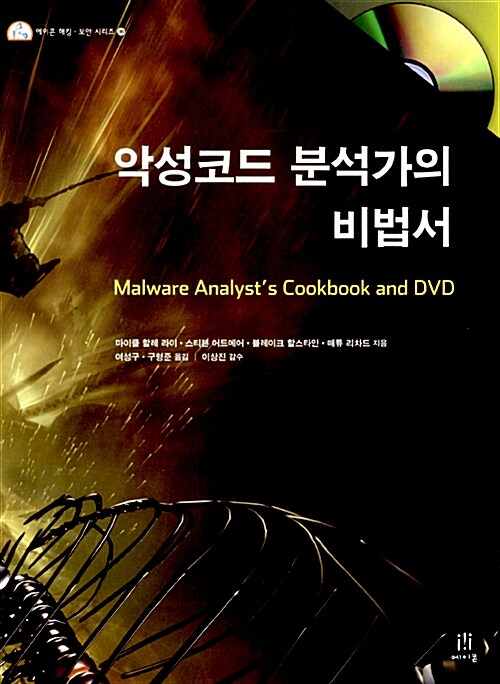 에이콘 해킹 · 보안 시리즈
악성코드 분석가의
비법서
Malware Analyst's Cookbook and DVD
마이클 할레 라이 · 스티븐 어드에어 · 블레이크 할스타인 · 매튜 리차드 지음
여성구 · 구형준 옮김 | 이상진 감수
에이콘